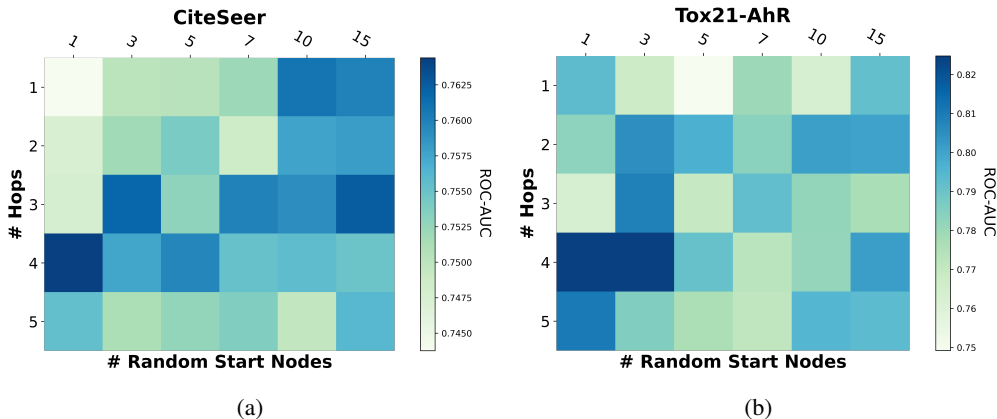 CiteSeer
1 3 5 7 10 15
# Hops
1
2
3
4
5
# Random Start Nodes
0.7625
0.7600
0.7575
0.7550
0.7525
0.7500
0.7475
0.7450
ROC-AUC
(a)
Tox21-AhR
1 3 5 7 10 15
# Hops
1
2
3
4
5
# Random Start Nodes
0.82
0.81
0.80
0.79
0.78
0.77
0.76
0.75
ROC-AUC
(b)